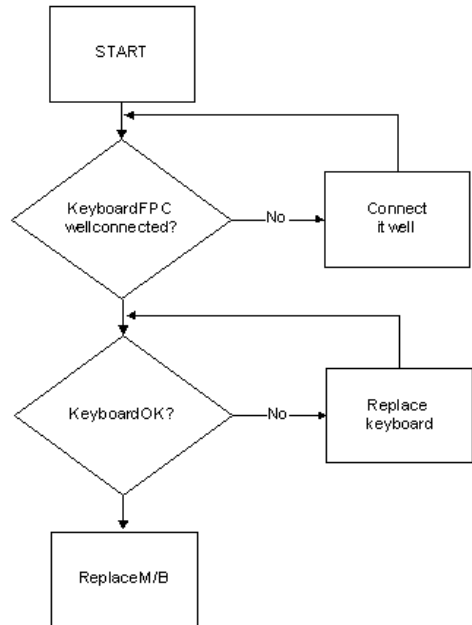 START
KeyboardFPC
wellconnected?
No
Connect
it well
KeyboardOK?
No
Replace
keyboard
ReplaceM/B